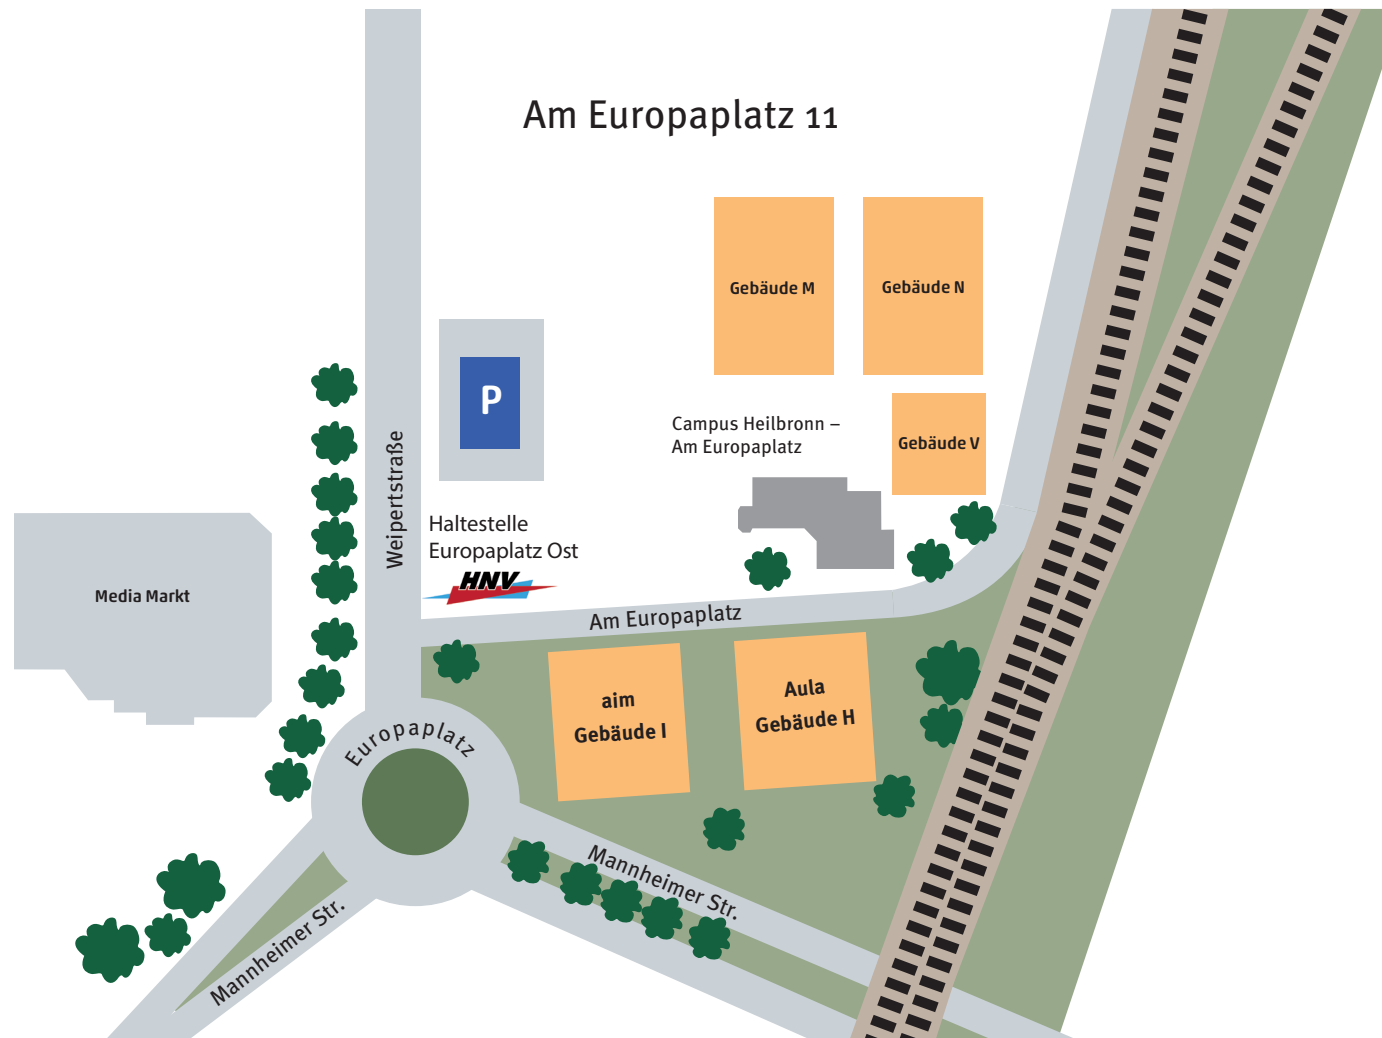 Am Europaplatz 11
Gebäude M
Gebäude N
P
Campus Heilbronn –
Am Europaplatz
Gebäude V
Weipertstraße
Haltestelle
Europaplatz Ost
HNV
Media Markt
Am Europaplatz
aim
Gebäude I
Aula
Gebäude H
Europaplatz
Mannheimer Str.
Mannheimer Str.